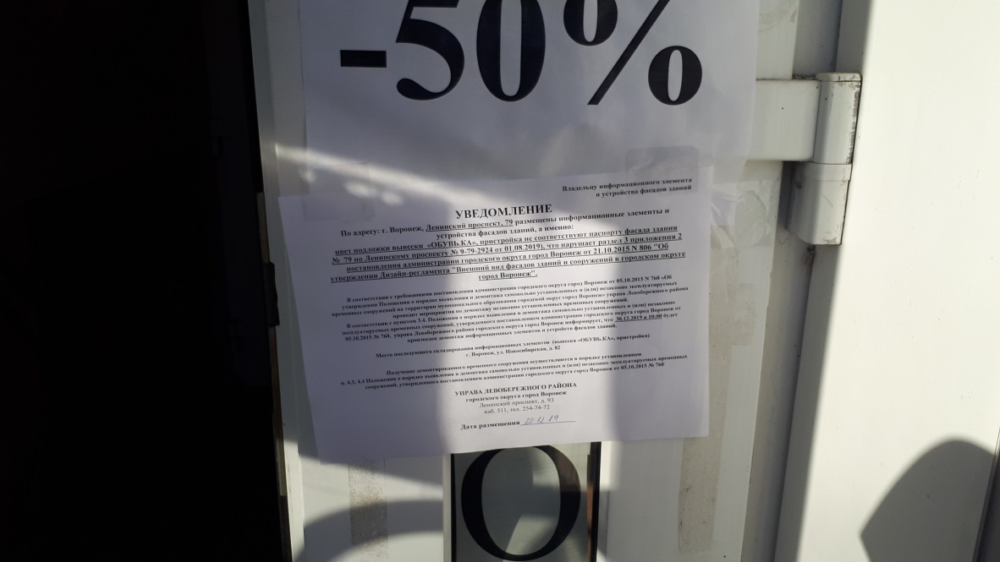 -50%
Владельцу информационного элемента
и устройства фасадов зданий
УВЕДОМЛЕНИЕ
По адресу: г. Воронеж, Ленинский проспект, 79 размещены информационные элементы и
устройства фасадов зданий, а именно:
цвет подложки вывески «ОБУВЬ.КА», пристройка не соответствуют паспорту фасада здания
№ 79 по Ленинскому проспекту № 9-79-2924 от 01.08.2019), что нарушает раздел 3 приложения 2
постановления администрации городского округа город Воронеж от 21.10.2015 N 806 "Об
утверждении Дизайн-регламента "Внешний вид фасадов зданий и сооружений в городском округе
город Воронеж".
В соответствии с требованиями постановления администрации городского округа город Воронеж от 05.10.2015 N 760 «Об
утверждении Положения о порядке выявления и демонтажа самовольно установленных и (или) незаконно эксплуатируемых
временных сооружений на территории муниципального образования городской округ город Воронеж» управа Левобережного района
проводит мероприятия по демонтажу незаконно установленных временных сооружений.
В соответствии с пунктом 3.4. Положения о порядке выявления и демонтажа самовольно установленных и (или) незаконно
эксплуатируемых временных сооружений, утвержденного постановлением администрации городского округа город Воронеж от
05.10.2015 № 760, управа Левобережного района городского округа город Воронеж информирует, что 30.12.2019 в 10:00 будет
произведен демонтаж информационных элементов и устройств фасадов зданий.
Место последующего складирования информационных элементов (вывеска «ОБУВЬ.КА», пристройка)
г. Воронеж, ул. Новосибирская, д. 82
Получение демонтированного временного сооружения осуществляются в порядке установленном
п. 4.3, 4.4 Положения о порядке выявления и демонтажа самовольно установленных и (или) незаконно эксплуатируемых временных
сооружений, утвержденного постановлением администрации городского округа город Воронеж от 05.10.2015 № 760
УПРАВА ЛЕВОБЕРЕЖНОГО РАЙОНА
городского округа город Воронеж
Ленинский проспект, д. 93
каб. 511, тел. 254-74-72
Дата размещения 20.12.19
О